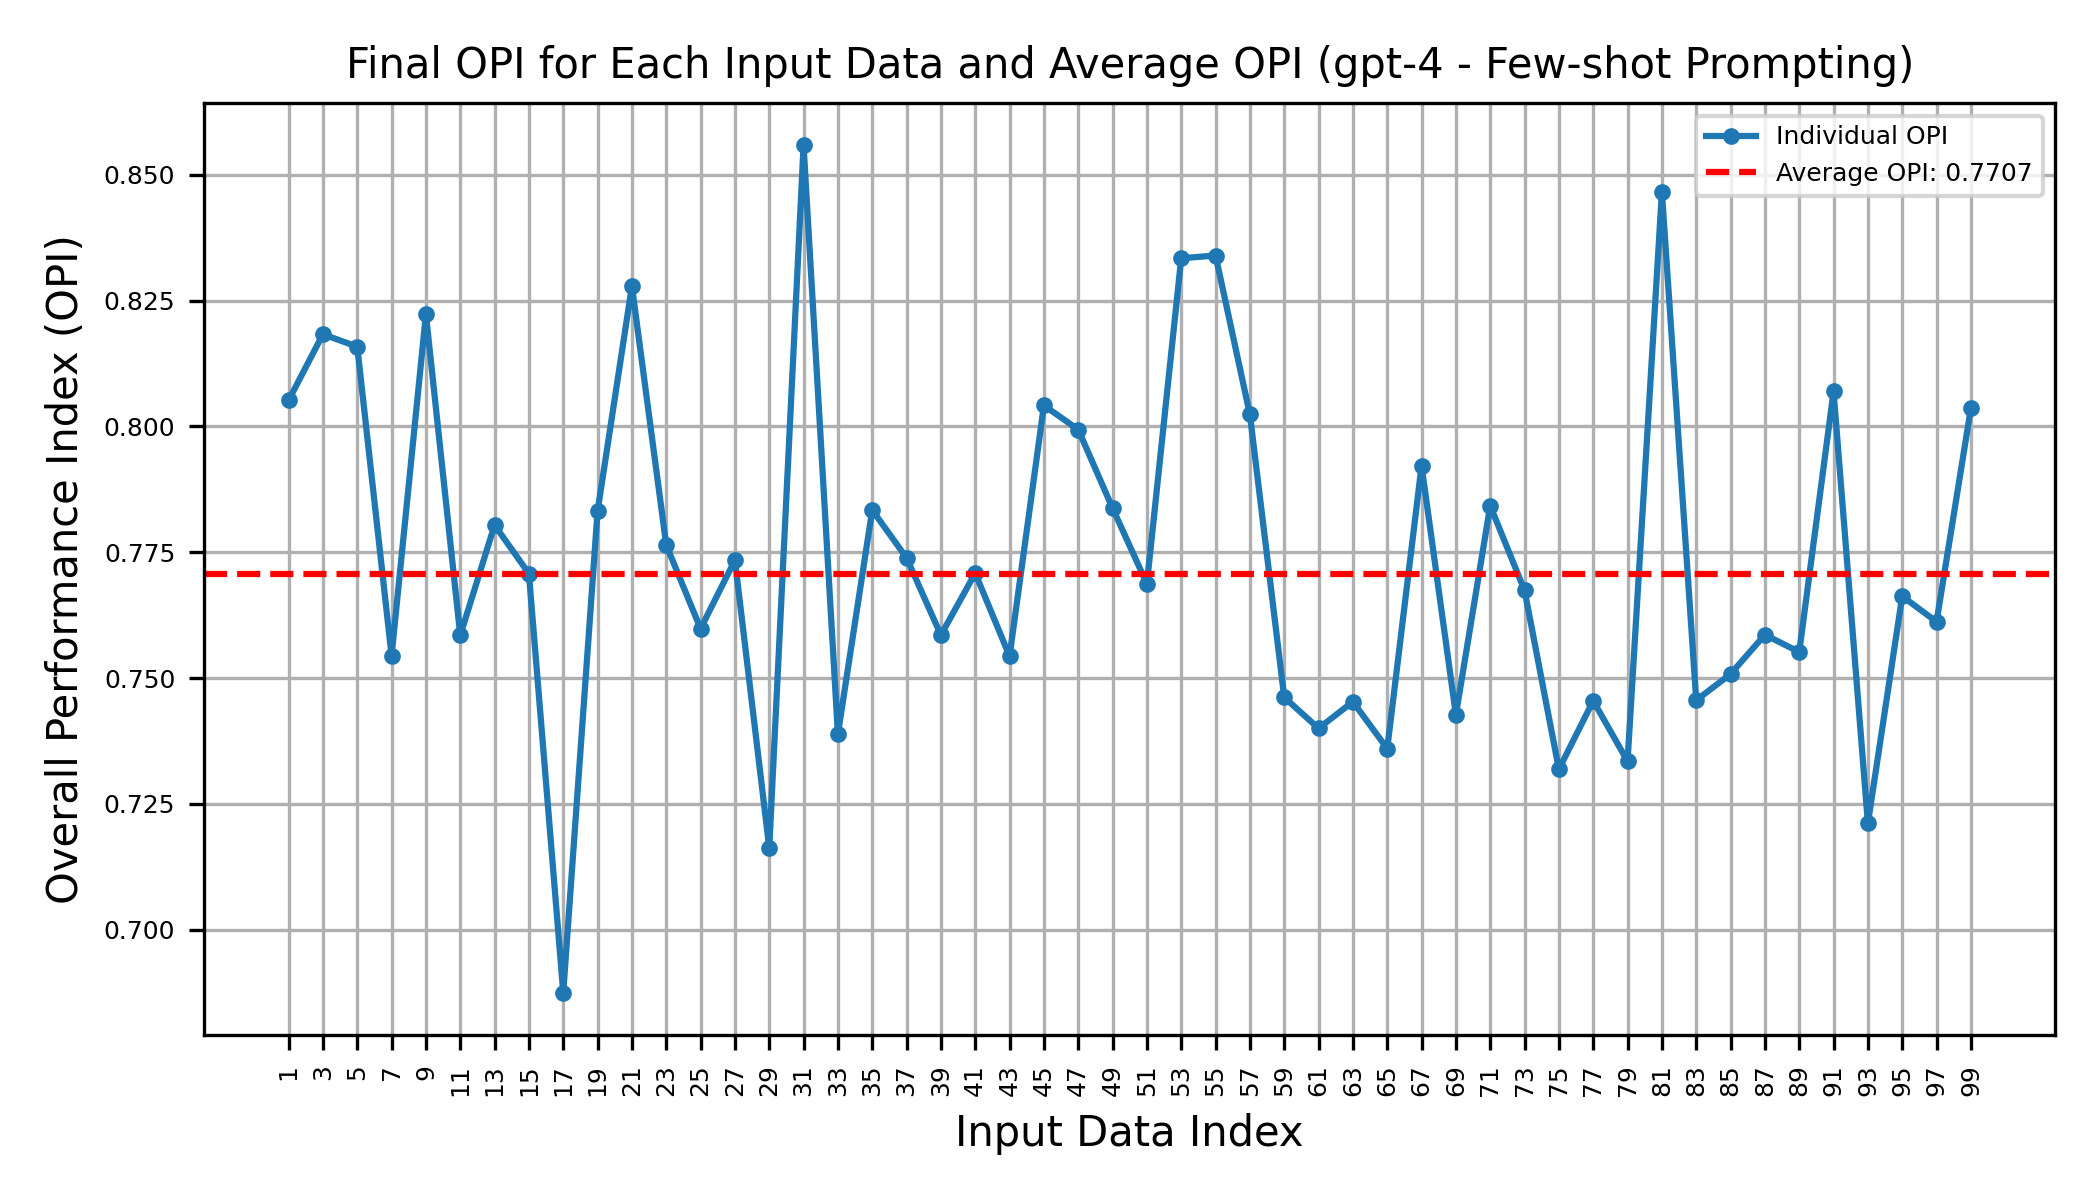 Final OPI for Each Input Data and Average OPI (gpt-4 - Few-shot Prompting)
Individual OPI
Average OPI: 0.7707
Overall Performance Index (OPI)
0.850
0.825
0.800
0.775
0.750
0.725
0.700
1 3 5 7 9 11 13 15 17 19 21 23 25 27 29 31 33 35 37 39 41 43 45 47 49 51 53 55 57 59 61 63 65 67 69 71 73 75 77 79 81 83 85 87 89 91 93 95 97 99
Input Data Index